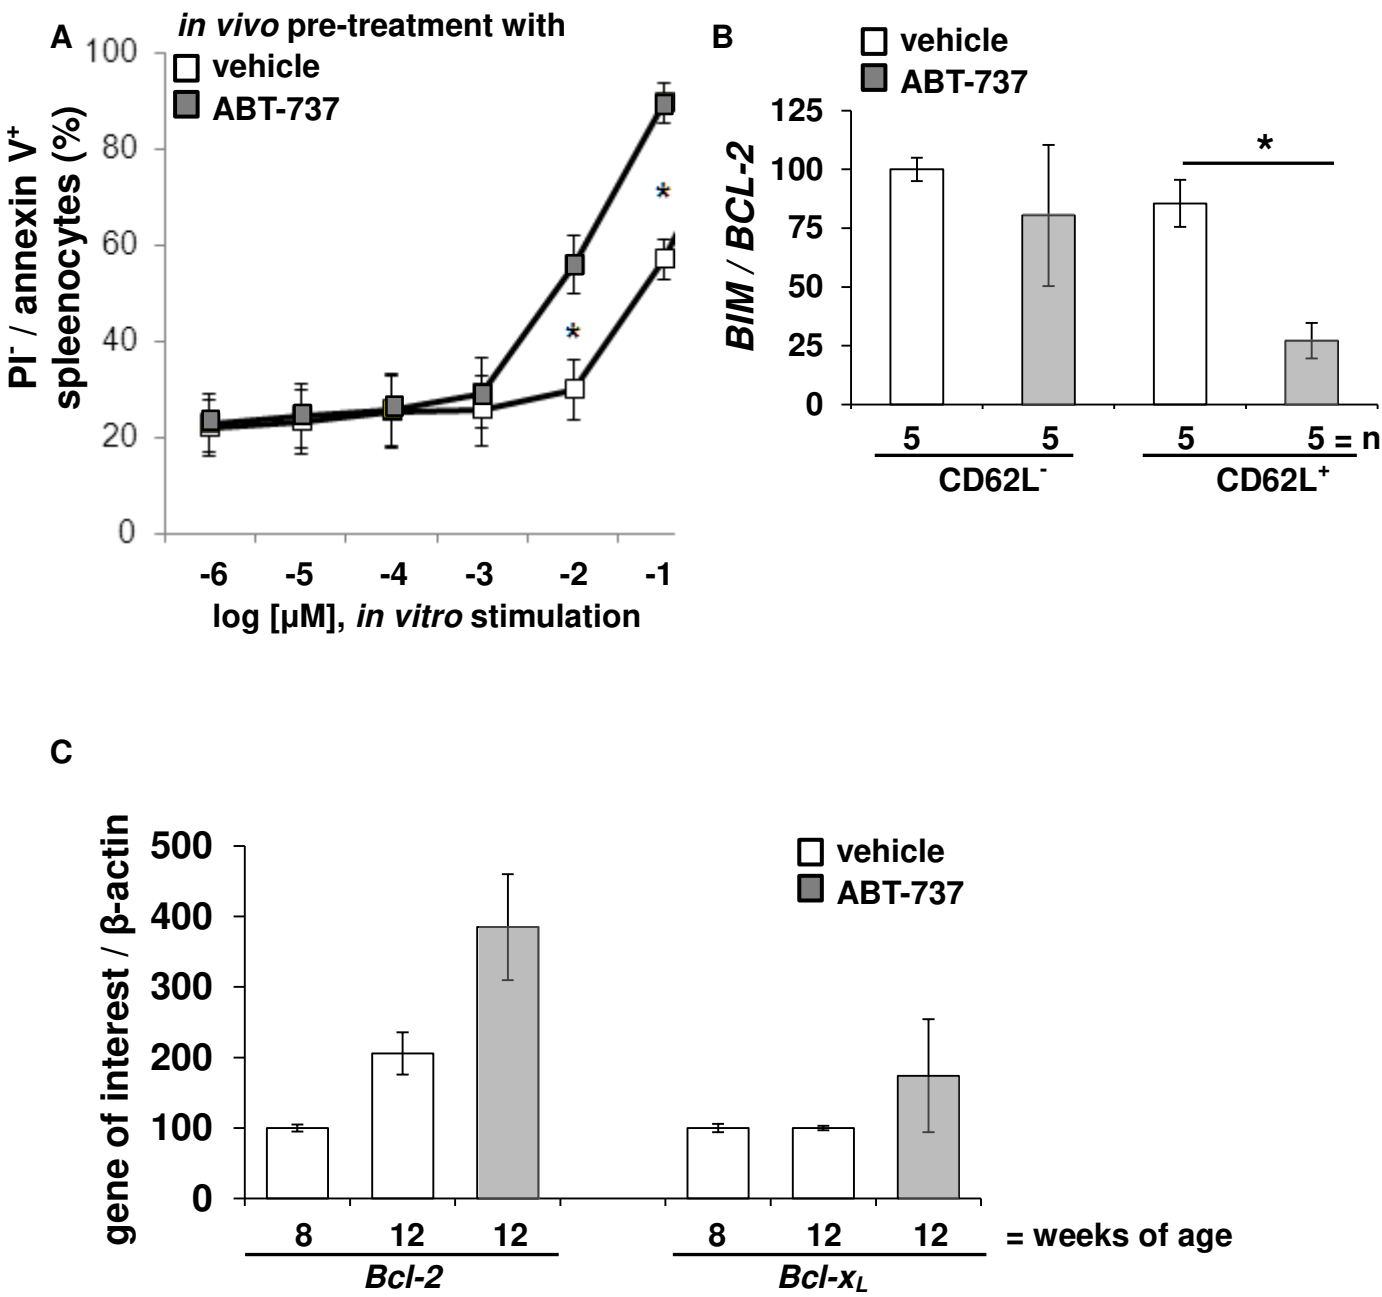 A
in vivo pre-treatment with
vehicle
ABT-737
PI⁻ / annexin V⁺
spleenocytes (%)
100
80
60
40
20
0
*
*
-6 -5 -4 -3 -2 -1
log [µM], in vitro stimulation
B
vehicle
ABT-737
BIM / BCL-2
125
100
75
50
25
0
*
5 5 5 5 = n
CD62L⁻ CD62L⁺
C
gene of interest / β-actin
500
400
300
200
100
0
vehicle
ABT-737
8 12 12 8 12 12 = weeks of age
Bcl-2 Bcl-xL